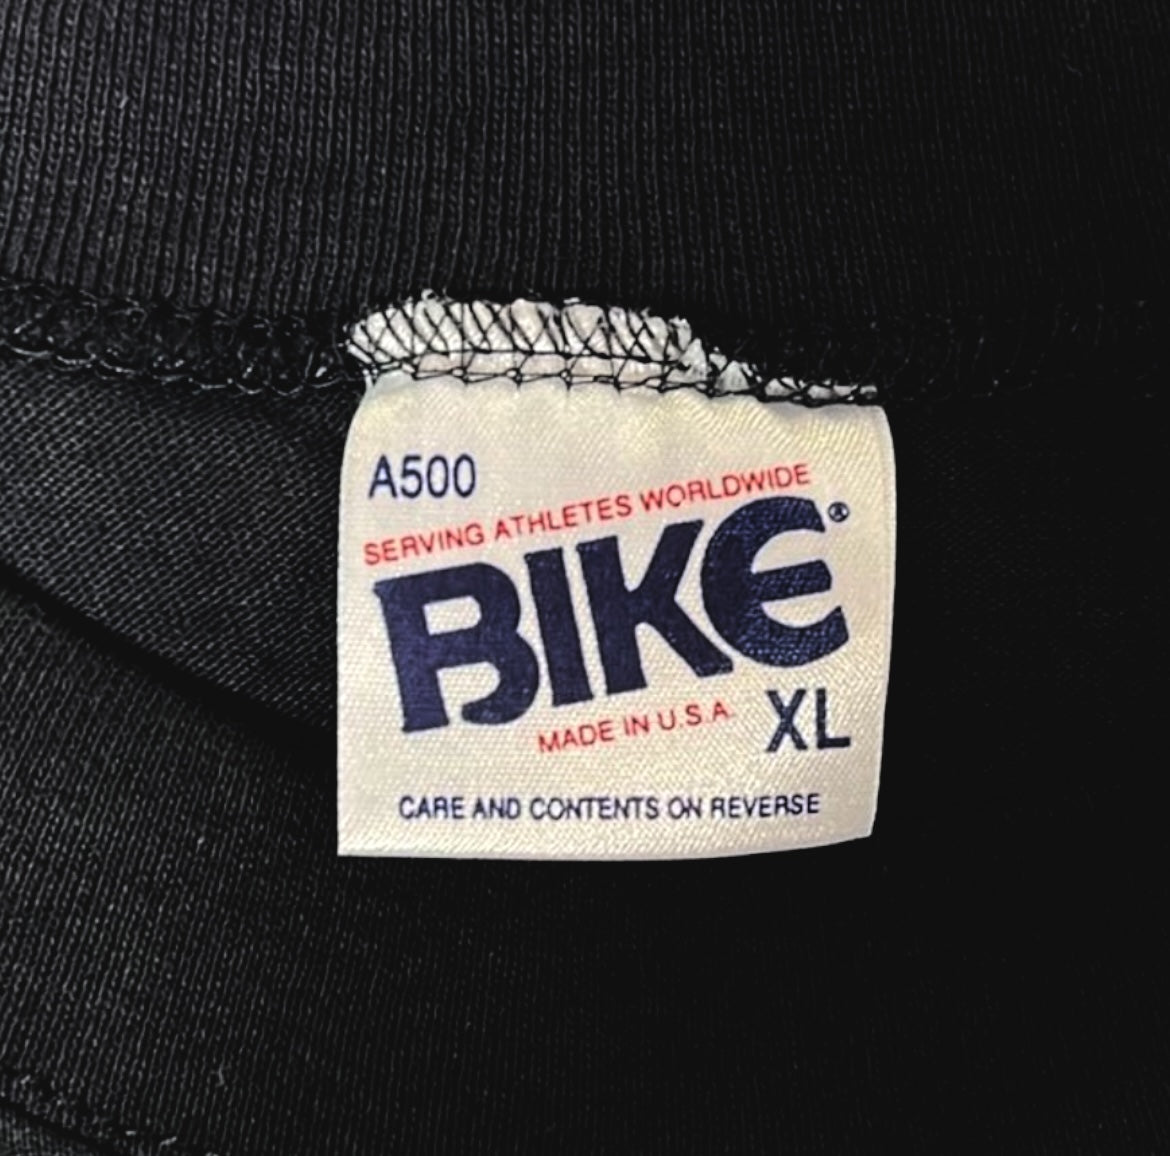 A500
SERVING ATHLETES WORLDWIDE
BIKE®
MADE IN U.S.A.
XL
CARE AND CONTENTS ON REVERSE